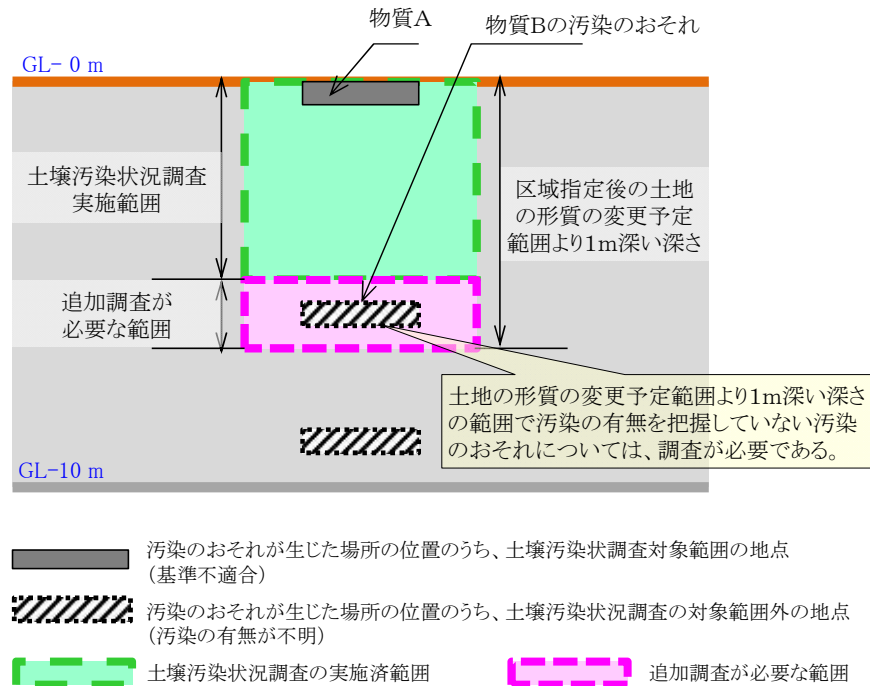 物質A
物質Bの汚染のおそれ
GL- 0 m
土壌汚染状況調査
実施範囲
区域指定後の土地
の形質の変更予定
範囲より1m深い深さ
追加調査が
必要な範囲
土地の形質の変更予定範囲より1m深い深さ
の範囲で汚染の有無を把握していない汚染
のおそれについては、調査が必要である。
GL-10 m
汚染のおそれが生じた場所の位置のうち、土壌汚染状調査対象範囲の地点
(基準不適合)
汚染のおそれが生じた場所の位置のうち、土壌汚染状況調査の対象範囲外の地点
(汚染の有無が不明)
土壌汚染状況調査の実施済範囲
追加調査が必要な範囲